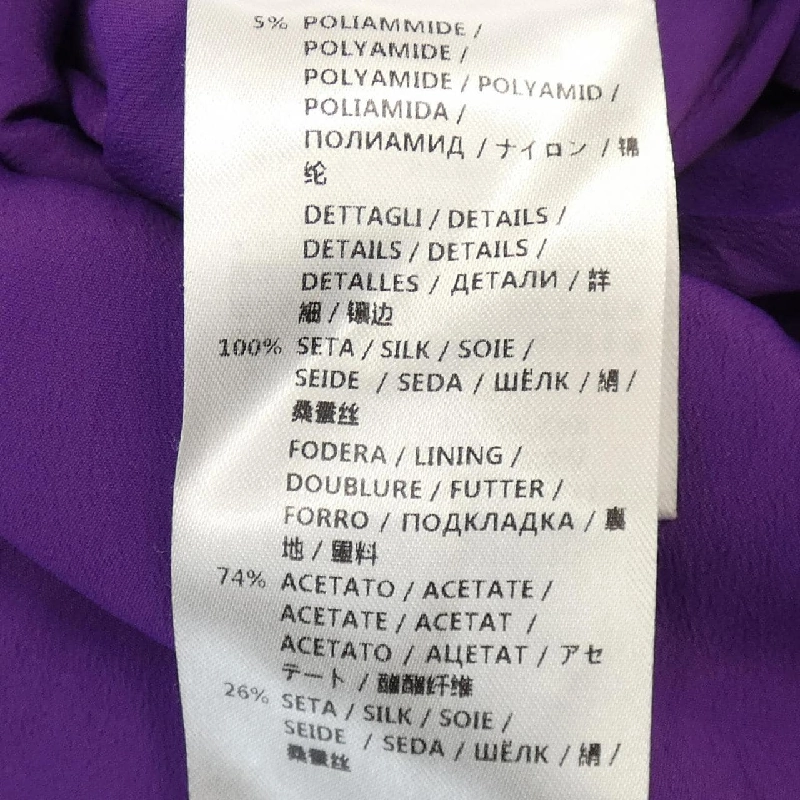 5% POLIAMMIDE /
POLYAMIDE /
POLYAMIDE / POLYAMID /
POLIAMIDA /
ПОЛИАМИД / ナイロン / 锦
纶
DETTAGLI / DETAILS /
DETAILS / DETAILS /
DETALLES / ДЕТАЛИ / 詳
細 / 镶边
100% SETA / SILK / SOIE /
SEIDE / SEDA / ШЁЛК / 絹 /
桑蚕丝
FODERA / LINING /
DOUBLURE / FUTTER /
FORRO / ПОДКЛАДКА / 裏
地 / 里料
74% ACETATO / ACETATE /
ACETATE / ACETAT /
ACETATO / АЦЕТАТ / アセ
テート / 醋酯纤维
26% SETA / SILK / SOIE /
SEIDE / SEDA / ШЁЛК / 絹 /
桑蚕丝